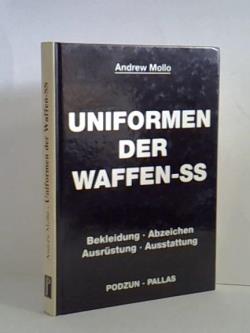 Andrew Mollo
UNIFORMEN
DER
WAFFEN-SS
Bekleidung · Abzeichen
Ausrüstung · Ausstattung
PODZUN - PALLAS
Andrew Mollo · Uniformen der Waffen-SS